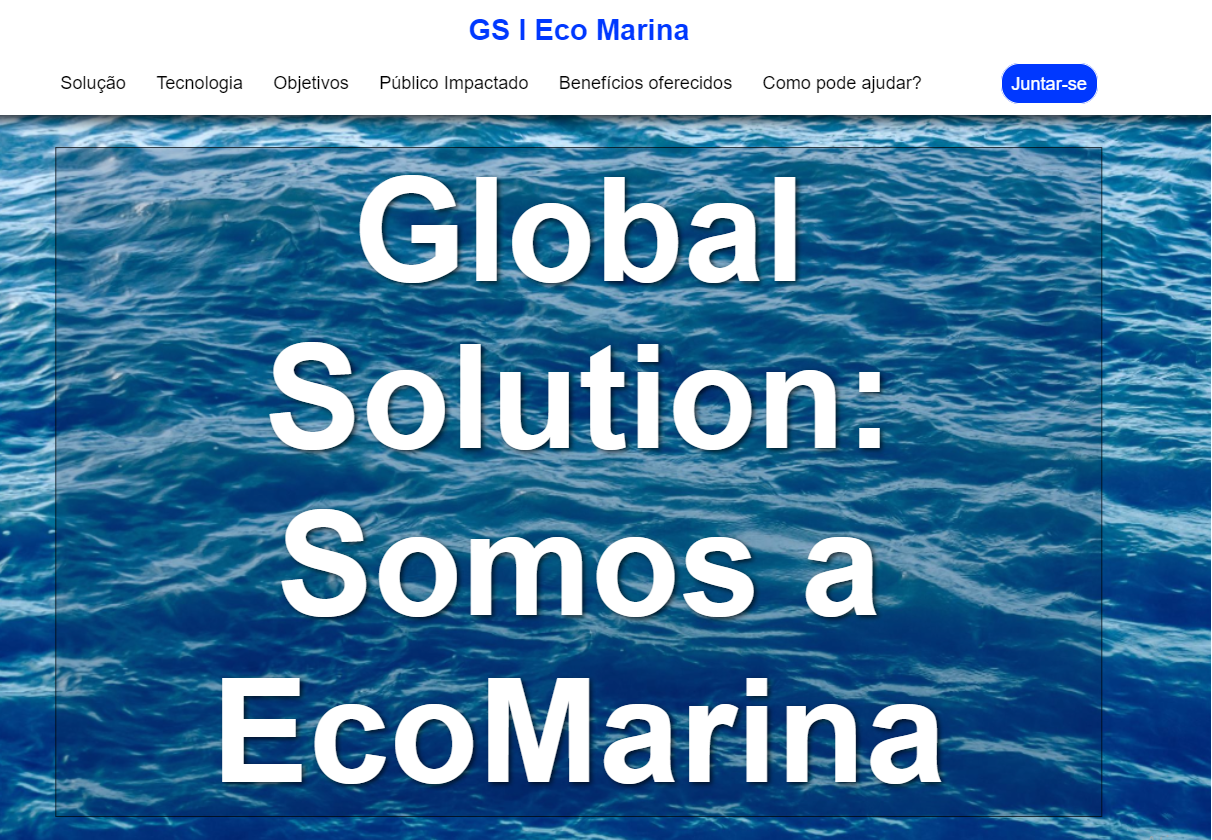 GS l Eco Marina
Solução Tecnologia Objetivos Público Impactado Benefícios oferecidos Como pode ajudar? Juntar-se
Global
Solution:
Somos a
EcoMarina